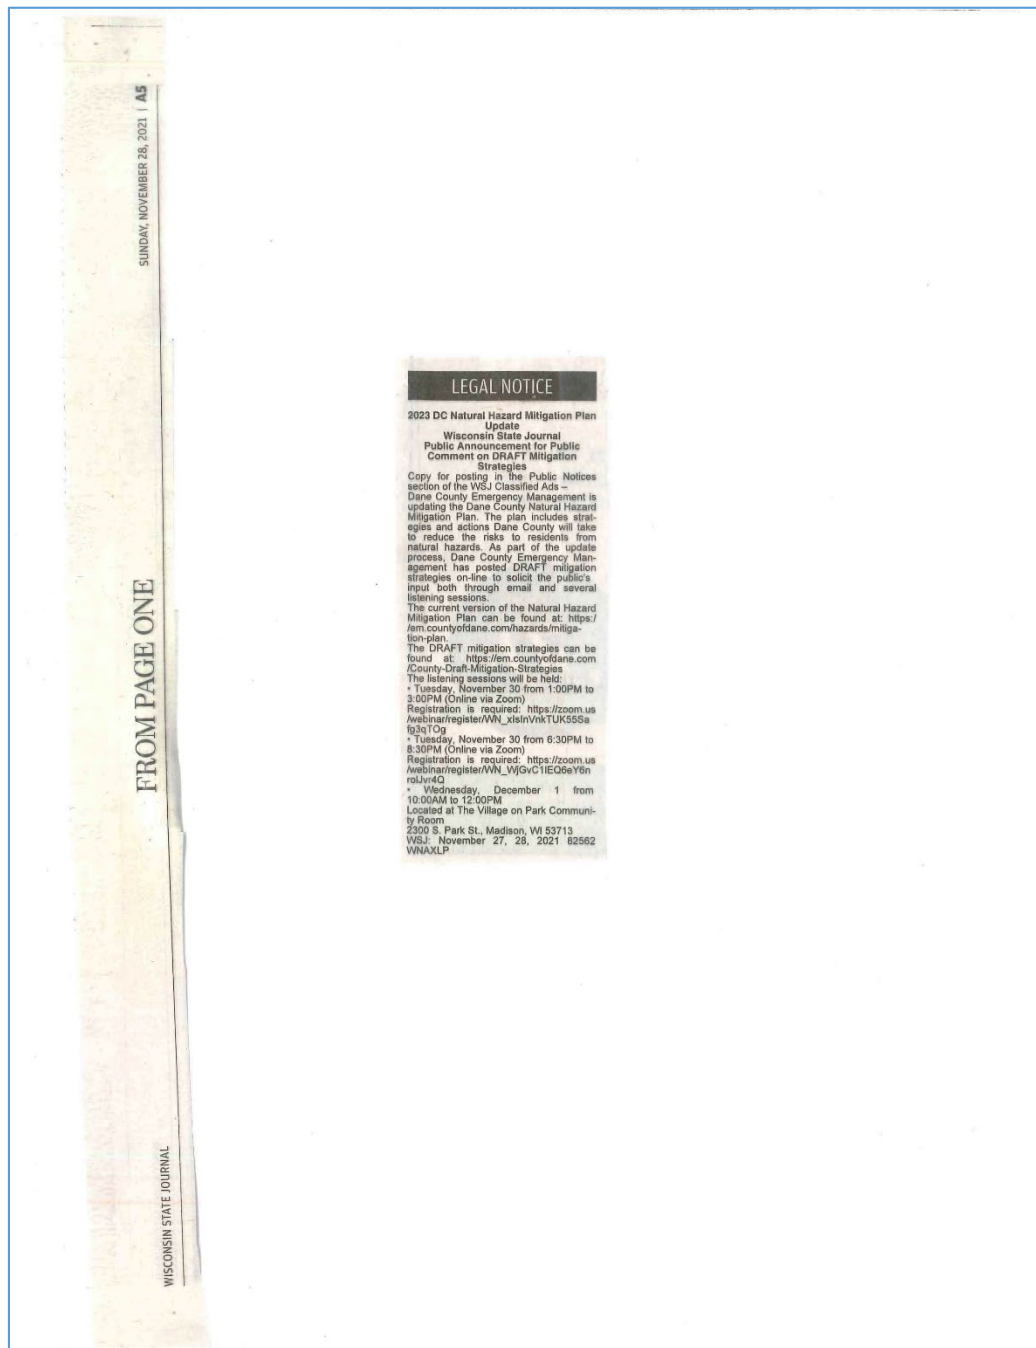 SUNDAY, NOVEMBER 28, 2021 | A5
FROM PAGE ONE
WISCONSIN STATE JOURNAL
LEGAL NOTICE
2023 DC Natural Hazard Mitigation Plan
Update
Wisconsin State Journal
Public Announcement for Public
Comment on DRAFT Mitigation
Strategies
Copy for posting in the Public Notices
section of the WSJ Classified Ads –
Dane County Emergency Management is
updating the Dane County Natural Hazard
Mitigation Plan. The plan includes strat-
egies and actions Dane County will take
to reduce the risks to residents from
natural hazards. As part of the update
process, Dane County Emergency Man-
agement has posted DRAFT mitigation
strategies on-line to solicit the public's
input both through email and several
listening sessions.
The current version of the Natural Hazard
Mitigation Plan can be found at: https:/
/em.countyofdane.com/hazards/mitiga-
tion-plan.
The DRAFT mitigation strategies can be
found at: https://em.countyofdane.com
/County-Draft-Mitigation-Strategies
The listening sessions will be held:
• Tuesday, November 30 from 1:00PM to
3:00PM (Online via Zoom)
Registration is required: https://zoom.us
/webinar/register/WN_xIsInVnkTUK55Sa
fg3qTOg
• Tuesday, November 30 from 6:30PM to
8:30PM (Online via Zoom)
Registration is required: https://zoom.us
/webinar/register/WN_WjGvC1IEQ6eY6n
rolJvr4Q
• Wednesday, December 1 from
10:00AM to 12:00PM
Located at The Village on Park Communi-
ty Room
2300 S. Park St., Madison, WI 53713
WSJ: November 27, 28, 2021 82562
WNAXLP